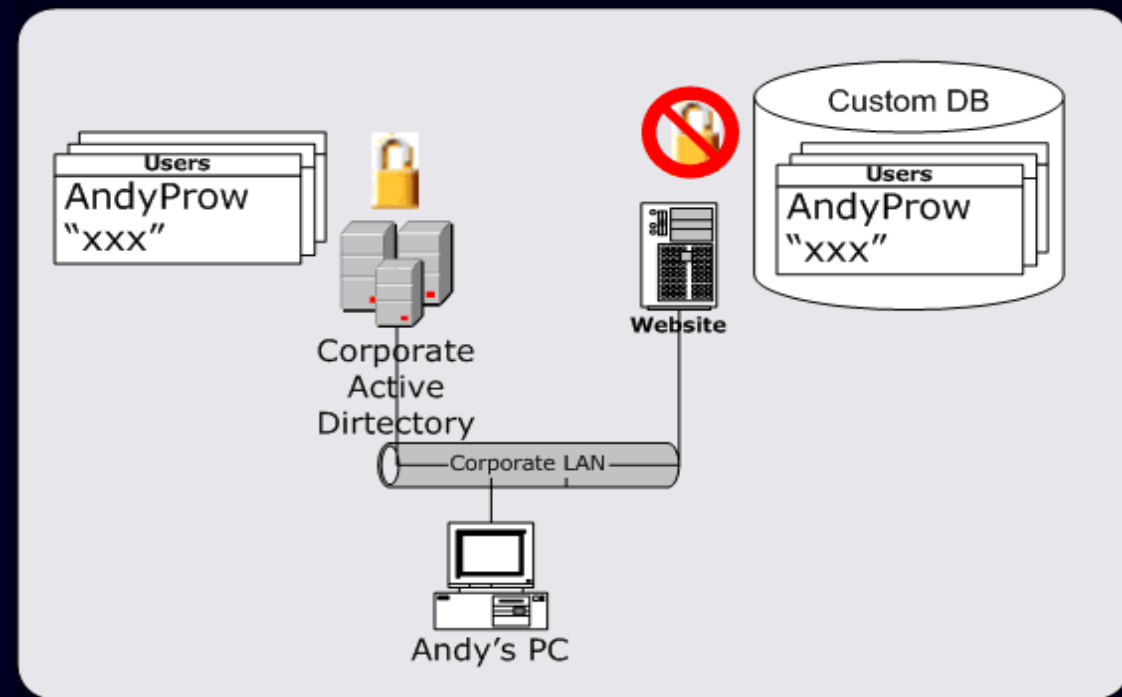 Users
AndyProw
“xxx”
Corporate
Active
Dirtectory
Custom DB
Users
AndyProw
“xxx”
Website
Corporate LAN
Andy’s PC